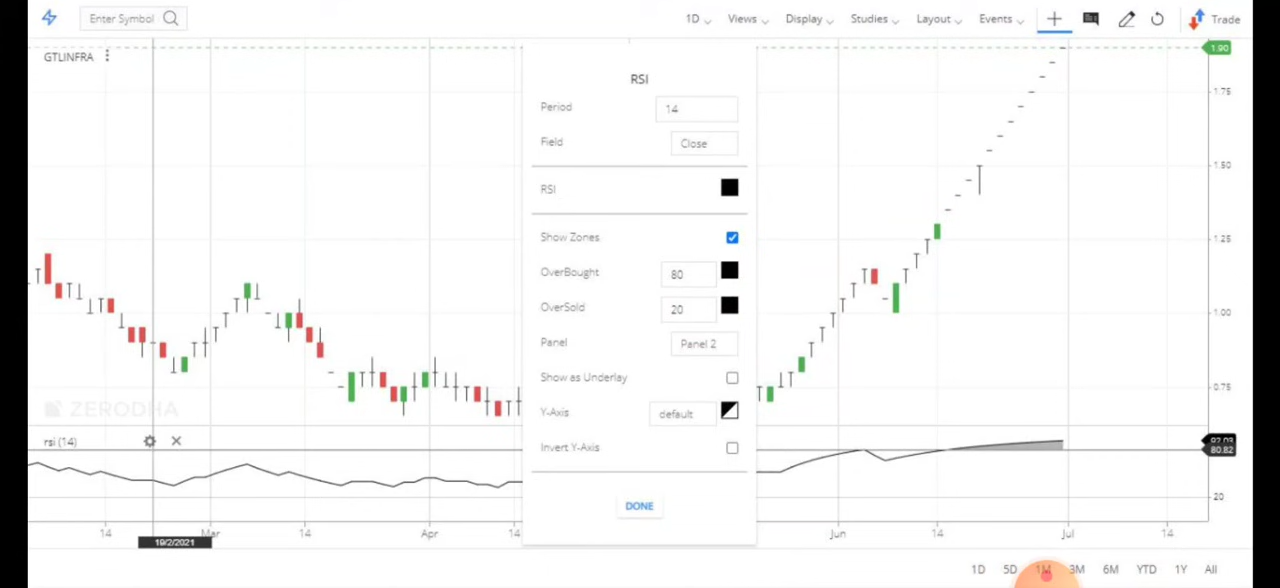 Enter Symbol
1D Views Display Studies Layout Events Trade
GTLINFRA
1.90
1.75
1.50
1.25
1.00
0.75
RSI
Period 14
Field Close
RSI
Show Zones
OverBought 80
OverSold 20
Panel Panel 2
Show as Underlay
Y-Axis default
Invert Y-Axis
DONE
ZERODHA
rsi (14)
92.03
80.82
20
14 Mar 14 Apr 14 Jun 14 Jul 14
19/2/2021
1D 5D 1M 3M 6M YTD 1Y All